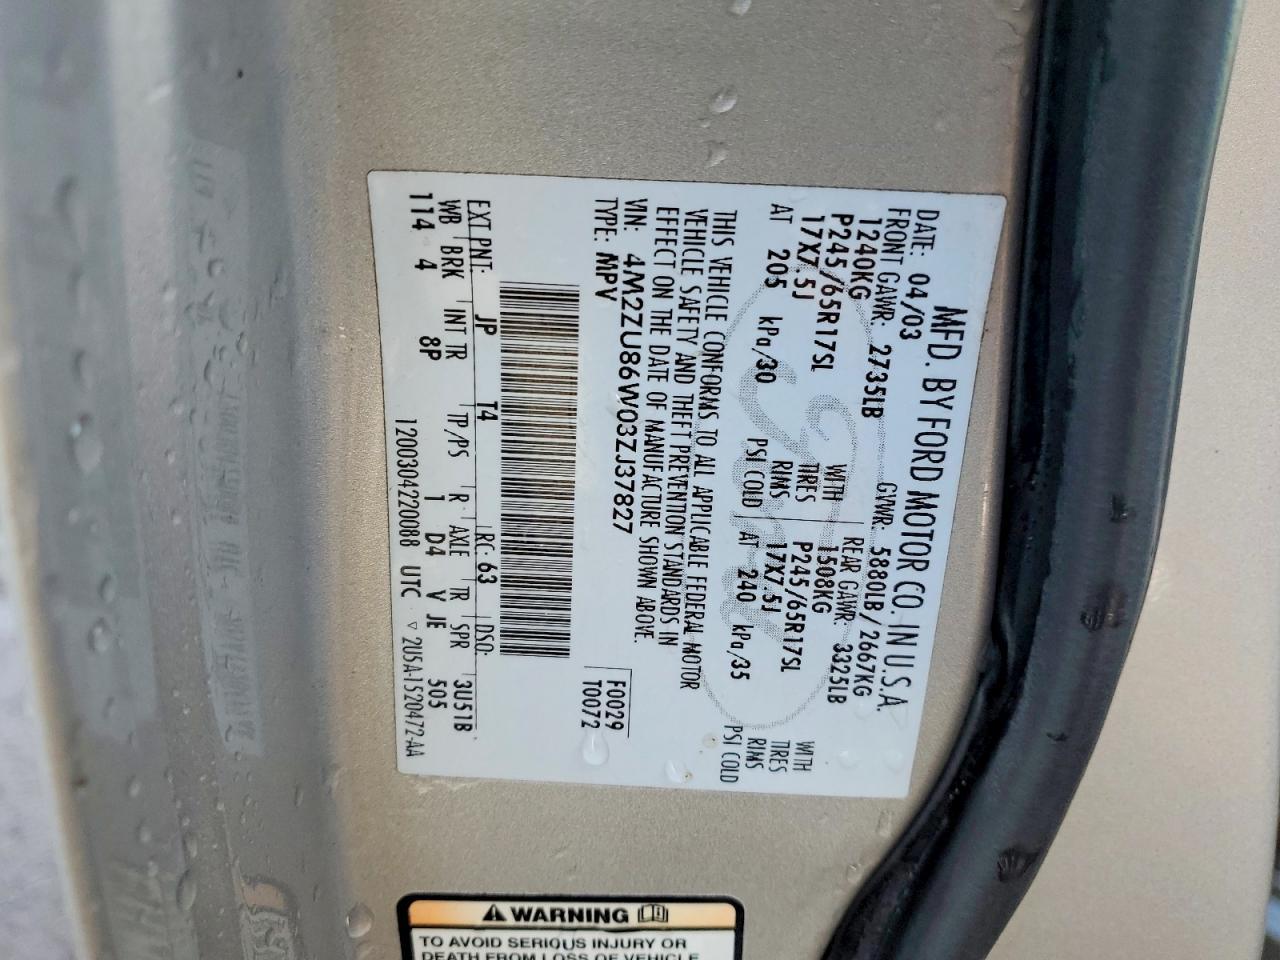 MFD. BY FORD MOTOR CO. IN U.S.A.
DATE: 04/03 GVWR: 5880LB/2667KG
FRONT GAWR: 2735LB REAR GAWR: 3325LB
1240KG WITH 1508KG WITH
P245/65R17SL TIRES P245/65R17SL TIRES
17X7.5J RIMS 17X7.5J RIMS
AT 205 kPa/30 PSI COLD AT 240 kPa/35 PSI COLD
THIS VEHICLE CONFORMS TO ALL APPLICABLE FEDERAL MOTOR
VEHICLE SAFETY AND THEFT PREVENTION STANDARDS IN
EFFECT ON THE DATE OF MANUFACTURE SHOWN ABOVE.
VIN: 4M2ZU86W03ZJ37827 F0029
TYPE: MPV T0072
EXT PNT: JP T4 RC: 63 DSO:
WB BRK INT TR TP/PS R AXLE TR SPR 3U51B
114 4 8P 1 D4 V JE 505
1200304220088 UTC ▽ 2U5A-1520472-AA
WARNING
TO AVOID SERIOUS INJURY OR
DEATH FROM LOSS OF VEHICLE